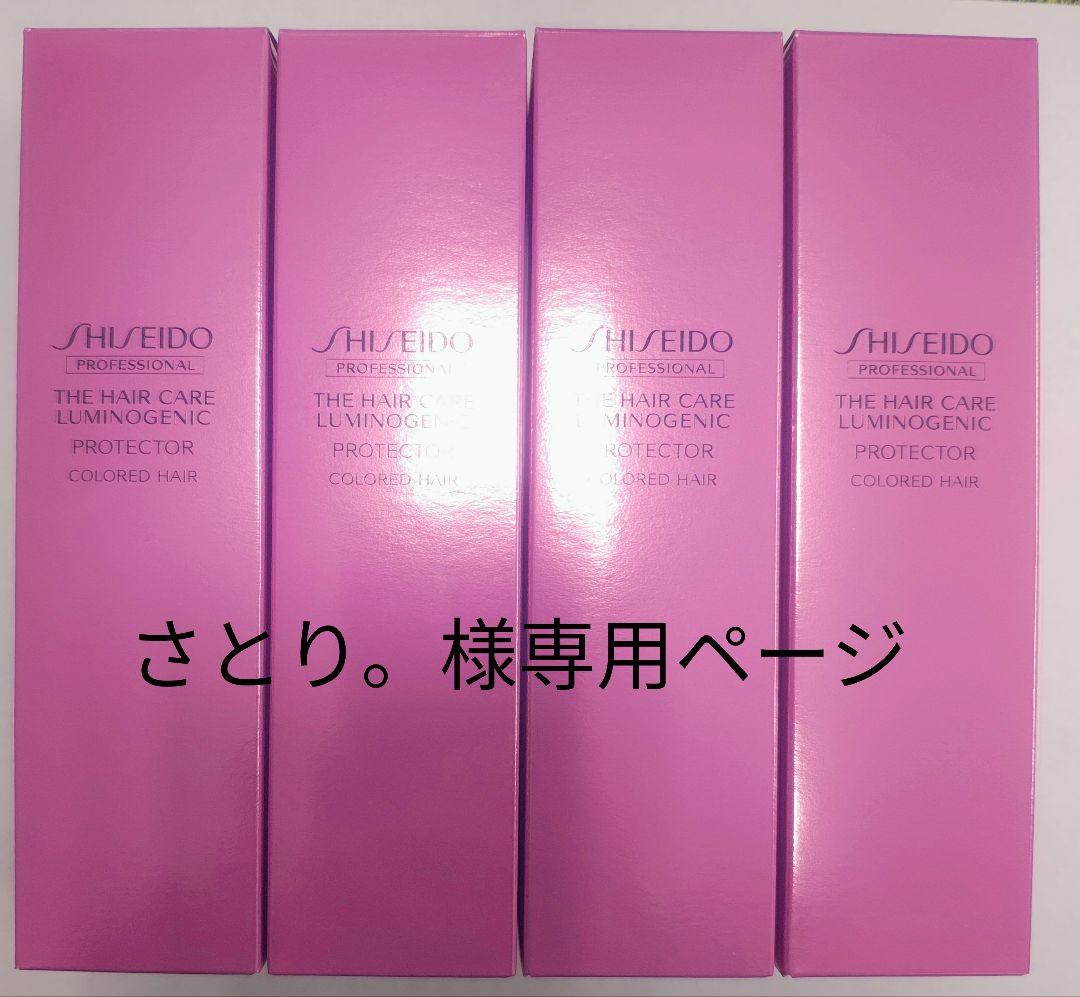 SHISEIDO
PROFESSIONAL
THE HAIR CARE
LUMINOGENIC
PROTECTOR
COLORED HAIR
SHISEIDO
PROFESSIONAL
THE HAIR CARE
LUMINOGENIC
PROTECTOR
COLORED HAIR
SHISEIDO
PROFESSIONAL
THE HAIR CARE
LUMINOGENIC
PROTECTOR
COLORED HAIR
SHISEIDO
PROFESSIONAL
THE HAIR CARE
LUMINOGENIC
PROTECTOR
COLORED HAIR
さとり。様専用ページ